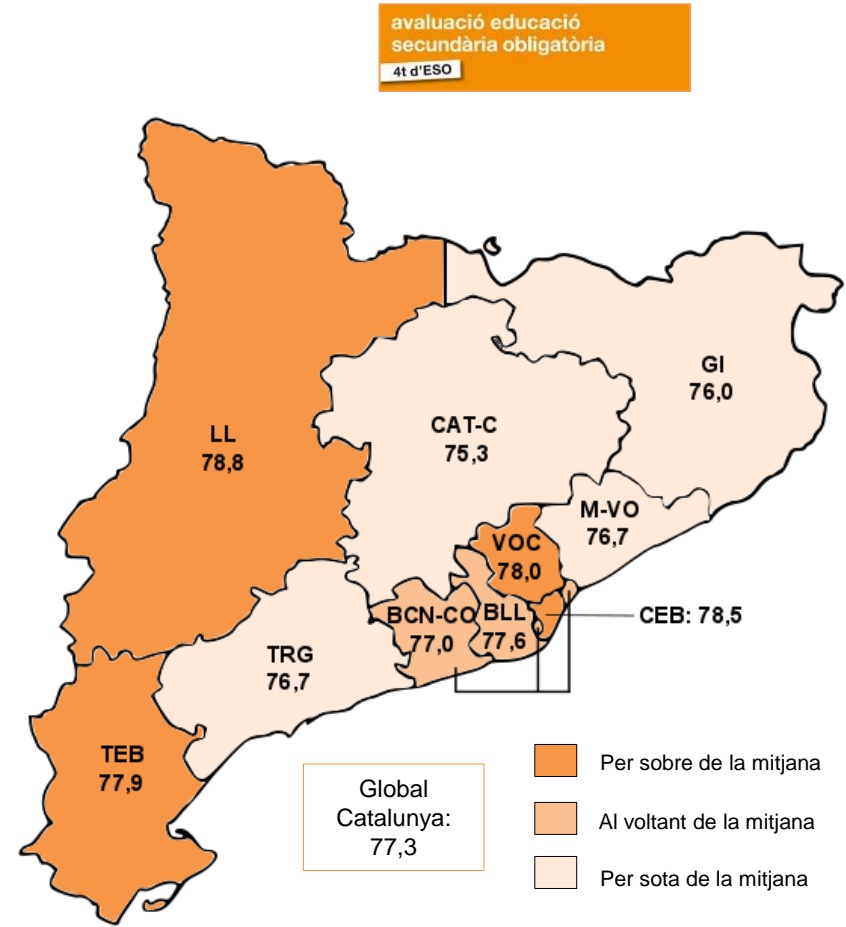 avaluació educació
secundària obligatòria
4t d'ESO
GI
76,0
CAT-C
75,3
LL
78,8
M-VO
76,7
VOC
78,0
BCN-CO
77,0
BLL
77,6
CEB: 78,5
TRG
76,7
TEB
77,9
Global
Catalunya:
77,3
Per sobre de la mitjana
Al voltant de la mitjana
Per sota de la mitjana